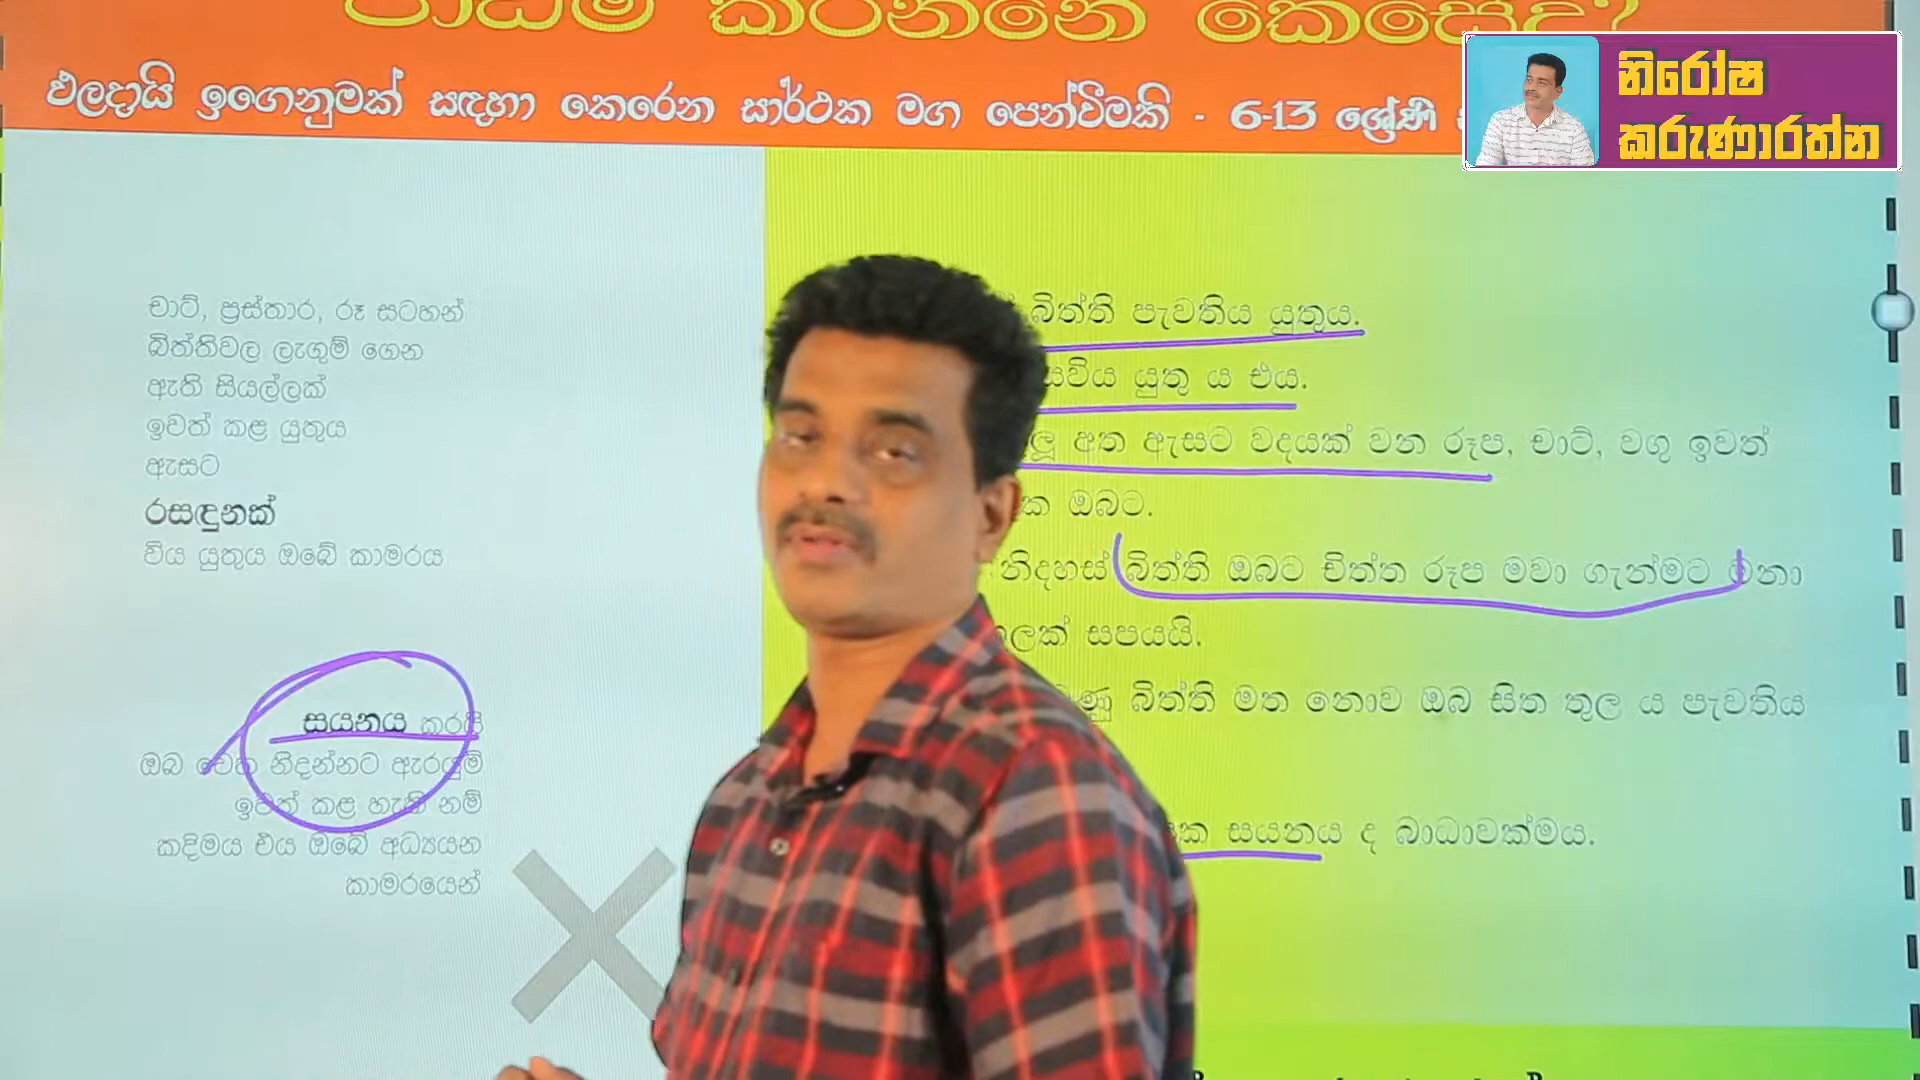 පාඩම් කරන්නේ කෙසේද?
ඵලදායි ඉගෙනුමක් සඳහා කෙරෙන සාර්ථක මග පෙන්වීමකි - 6-13 ශ්‍රේණි
නිරෝෂ
කරුණාරත්න
චාට්, ප්‍රස්තාර, රූ සටහන්
බිත්තිවල ලැගුම් ගෙන
ඇති සියල්ලක්
ඉවත් කළ යුතුය
ඇසට
රසඳුනක්
විය යුතුය ඔබේ කාමරය
සයනය කරයි
ඔබ වෙත නිදන්නට ඇරයුම්
ඉවත් කළ හැකි නම්
කදිමය එය ඔබේ අධ්‍යයන
කාමරයෙන්
බිත්ති පැවතිය යුතුය.
යුතු ය එය.
අත ඇසට වදයක් වන රූප, චාට්, වගු ඉවත්
ඔබට.
නිදහස් බිත්ති ඔබට චිත්ත රූප මවා ගැන්මට මනා
සපයයි.
බිත්ති මත නොව ඔබ සිත තුල ය පැවතිය
සයනය ද බාධාවක්මය.